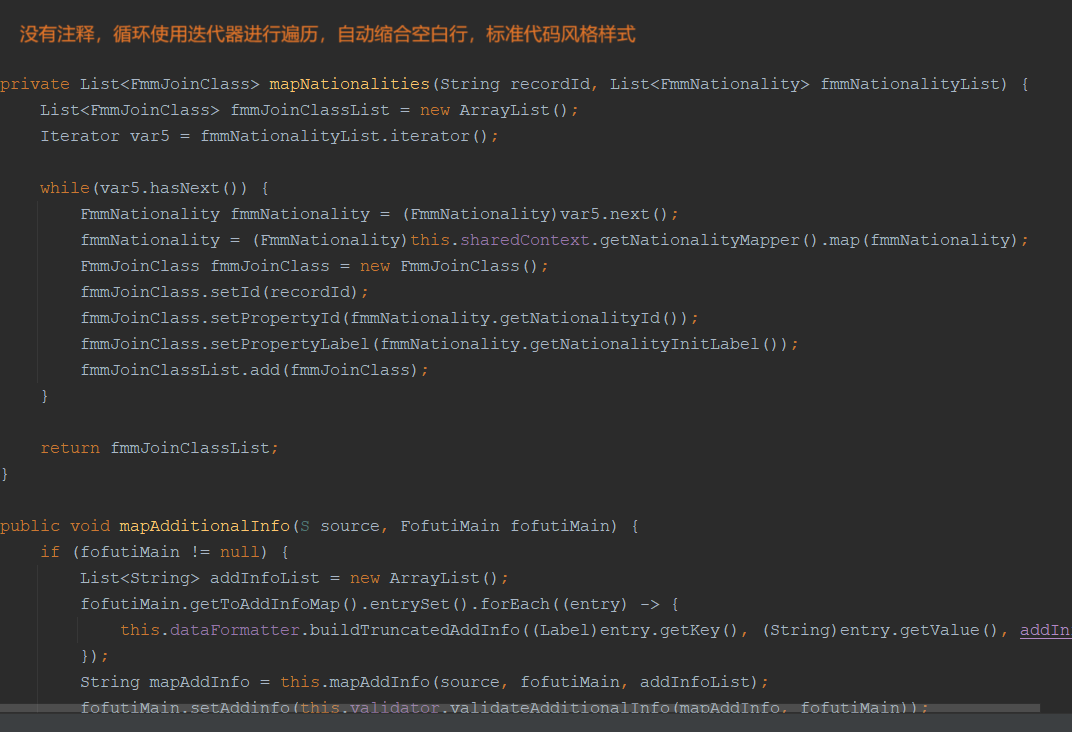 没有注释，循环使用迭代器进行遍历，自动缩合空白行，标准代码风格样式
private List<FmmJoinClass> mapNationalities(String recordId, List<FmmNationality> fmmNationalityList) {
List<FmmJoinClass> fmmJoinClassList = new ArrayList();
Iterator var5 = fmmNationalityList.iterator();
while(var5.hasNext()) {
FmmNationality fmmNationality = (FmmNationality)var5.next();
fmmNationality = (FmmNationality)this.sharedContext.getNationalityMapper().map(fmmNationality);
FmmJoinClass fmmJoinClass = new FmmJoinClass();
fmmJoinClass.setId(recordId);
fmmJoinClass.setPropertyId(fmmNationality.getNationalityId());
fmmJoinClass.setPropertyLabel(fmmNationality.getNationalityInitLabel());
fmmJoinClassList.add(fmmJoinClass);
}
return fmmJoinClassList;
}
public void mapAdditionalInfo(S source, FofutiMain fofutiMain) {
if (fofutiMain != null) {
List<String> addInfoList = new ArrayList();
fofutiMain.getToAddInfoMap().entrySet().forEach((entry) -> {
this.dataFormatter.buildTruncatedAddInfo((Label)entry.getKey(), (String)entry.getValue(), addIn
});
String mapAddInfo = this.mapAddInfo(source, fofutiMain, addInfoList);
fofutiMain.setAddinfo(this.validator.validateAdditionalInfo(mapAddInfo, fofutiMain));